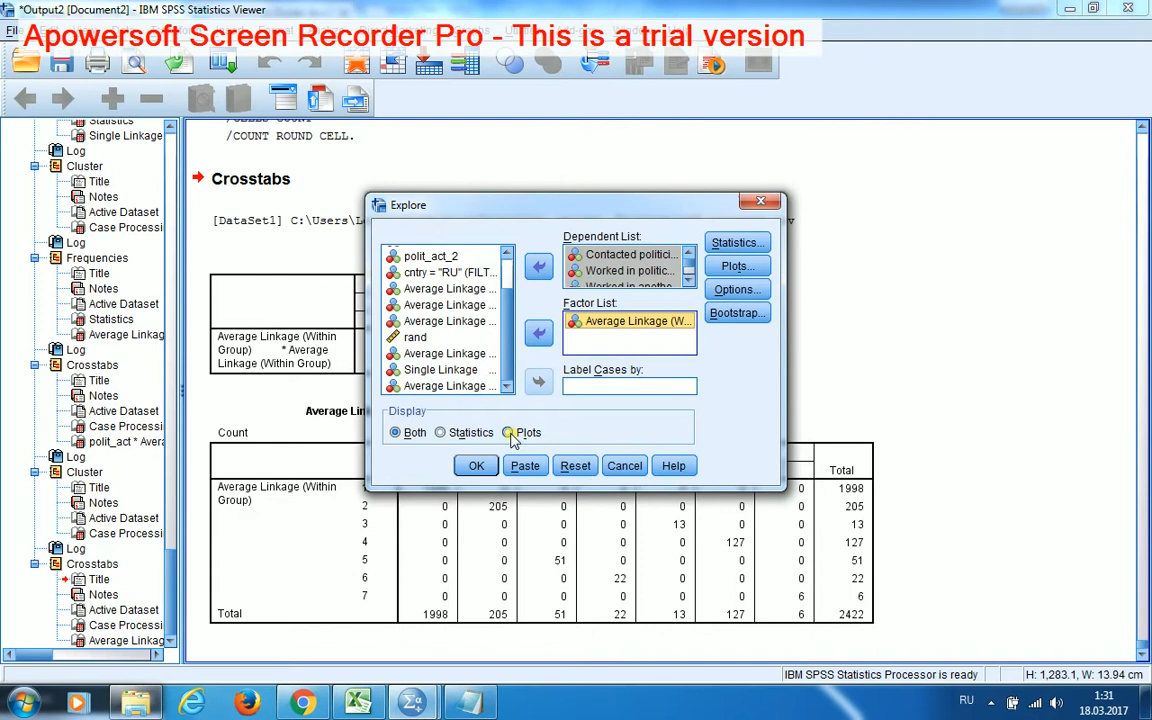 *Output2 [Document2] - IBM SPSS Statistics Viewer
Apowersoft Screen Recorder Pro - This is a trial version
Statistics
Single Linkage
Log
Cluster
Title
Notes
Active Dataset
Case Processi
Log
Frequencies
Title
Notes
Active Dataset
Statistics
Average Linkag
Log
Crosstabs
Title
Notes
Active Dataset
Case Processi
polit_act * Avera
Log
Cluster
Title
Notes
Active Dataset
Case Processi
Log
Crosstabs
Title
Notes
Active Dataset
Case Processi
Average Linkag
/COUNT ROUND CELL.
Crosstabs
[DataSet1] C:\Users\L
v
Average Linkage (Within
Group) * Average
Linkage (Within Group)
Average Lin
Count
Total
Average Linkage (Within
Group)
1998
2 0 205 0 0 0 0 0 205
3 0 0 0 0 13 0 0 13
4 0 0 0 0 0 127 0 127
5 0 0 51 0 0 0 0 51
6 0 0 0 22 0 0 0 22
7 0 0 0 0 0 0 6 6
Total 1998 205 51 22 13 127 6 2422
Explore
polit_act_2
cntry = "RU" (FILT...
Average Linkage ...
Average Linkage ...
Average Linkage ...
rand
Average Linkage ...
Single Linkage ...
Average Linkage ...
Dependent List:
Contacted politici...
Worked in politic...
Worked in anothe
Factor List:
Average Linkage (W...
Label Cases by:
Statistics...
Plots...
Options...
Bootstrap...
Display
Both Statistics Plots
OK Paste Reset Cancel Help
IBM SPSS Statistics Processor is ready H: 1,283.1, W: 13.94 cm
RU
1:31
18.03.2017